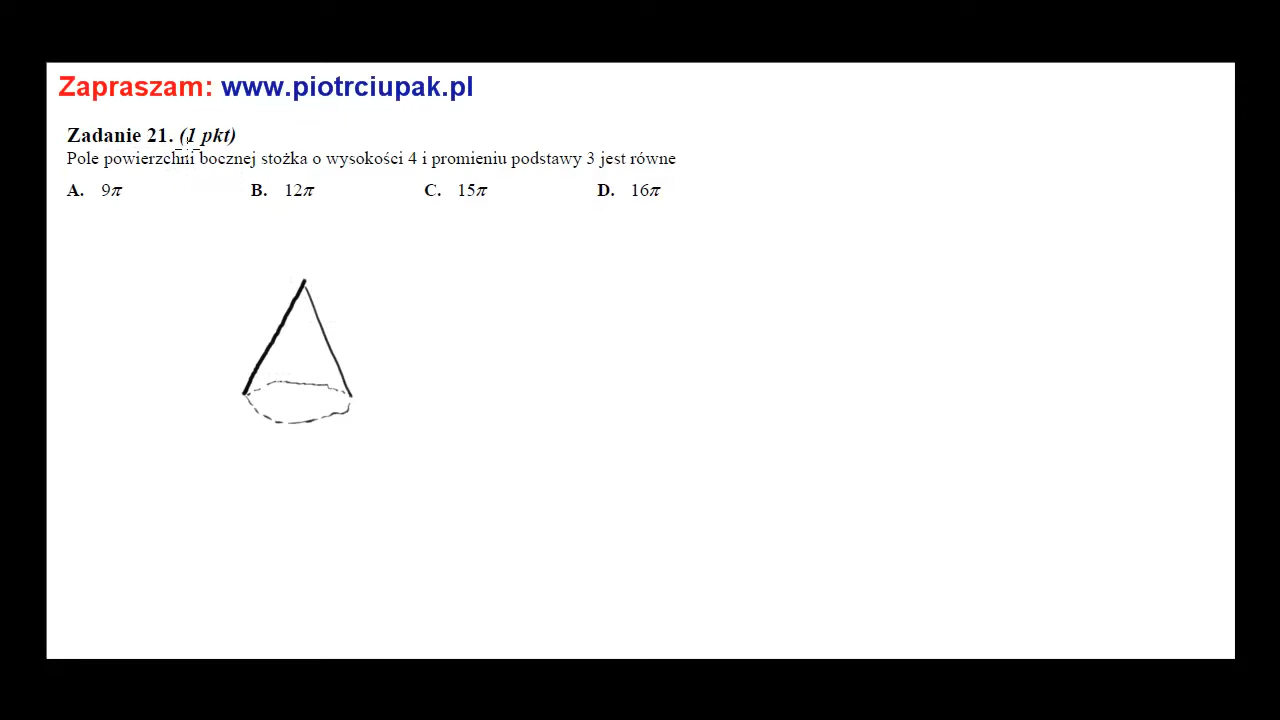 Zapraszam: www.piotrciupak.pl
Zadanie 21. (1 pkt)
Pole powierzchni bocznej stożka o wysokości 4 i promieniu podstawy 3 jest równe
A. 9π B. 12π C. 15π D. 16π